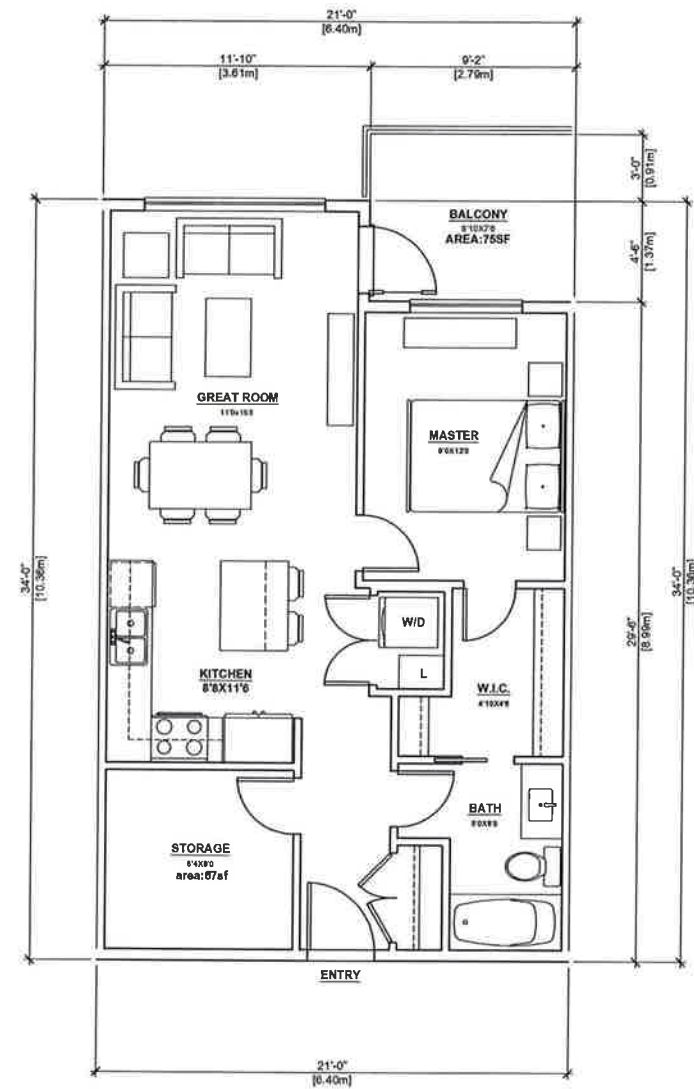 21'-0"
[6.40m]
11'-10"
[3.61m]
9'-2"
[2.79m]
3'-0"
[0.91m]
BALCONY
AREA:75SF
4'-6"
[1.37m]
GREAT ROOM
MASTER
34'-0"
[10.36m]
29'-6"
[8.99m]
34'-0"
[10.36m]
W/D
L
KITCHEN
8'8X11'6
W.I.C.
BATH
STORAGE
area:67sf
ENTRY
21'-0"
[6.40m]